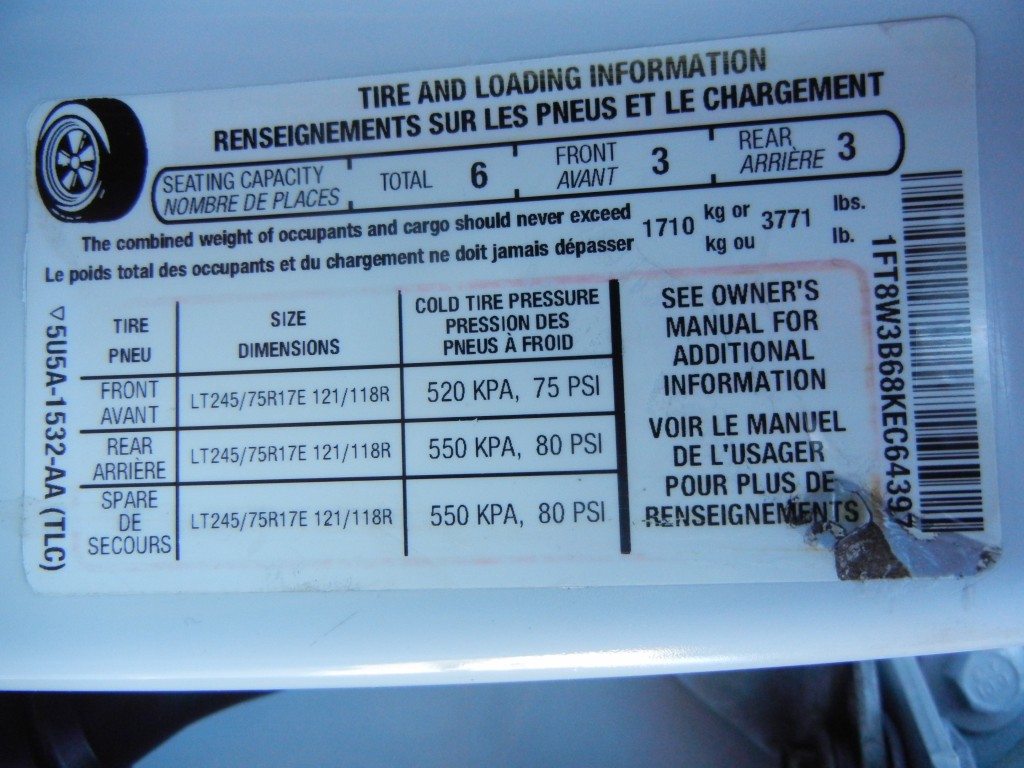 TIRE AND LOADING INFORMATION
RENSEIGNEMENTS SUR LES PNEUS ET LE CHARGEMENT
SEATING CAPACITY TOTAL 6 FRONT 3 REAR 3
NOMBRE DE PLACES AVANT ARRIÈRE
The combined weight of occupants and cargo should never exceed 1710 kg or 3771 lbs.
Le poids total des occupants et du chargement ne doit jamais dépasser kg ou lb.
TIRE SIZE COLD TIRE PRESSURE
PNEU DIMENSIONS PRESSION DES
PNEUS À FROID
FRONT LT245/75R17E 121/118R 520 KPA, 75 PSI
AVANT
REAR LT245/75R17E 121/118R 550 KPA, 80 PSI
ARRIÈRE
SPARE LT245/75R17E 121/118R 550 KPA, 80 PSI
DE
SECOURS
SEE OWNER'S
MANUAL FOR
ADDITIONAL
INFORMATION
VOIR LE MANUEL
DE L'USAGER
POUR PLUS DE
RENSEIGNEMENTS
▽5U5A-1532-AA (TLC)
1FT8W3B68KEC64397